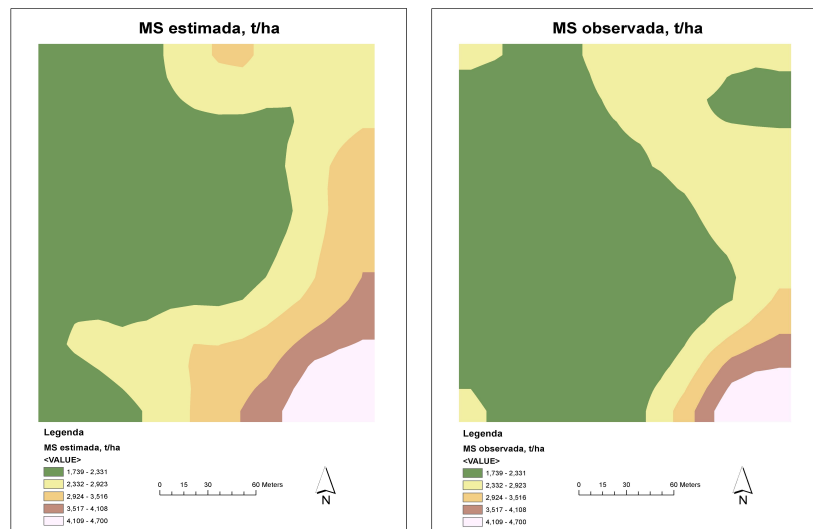 MS estimada, t/ha
Legenda
MS estimada, t/ha
<VALUE>
1,739 - 2,331
2,332 - 2,923
2,924 - 3,516
3,517 - 4,108
4,109 - 4,700
0 15 30 60 Meters
N
MS observada, t/ha
Legenda
MS observada, t/ha
<VALUE>
1,739 - 2,331
2,332 - 2,923
2,924 - 3,516
3,517 - 4,108
4,109 - 4,700
0 15 30 60 Meters
N